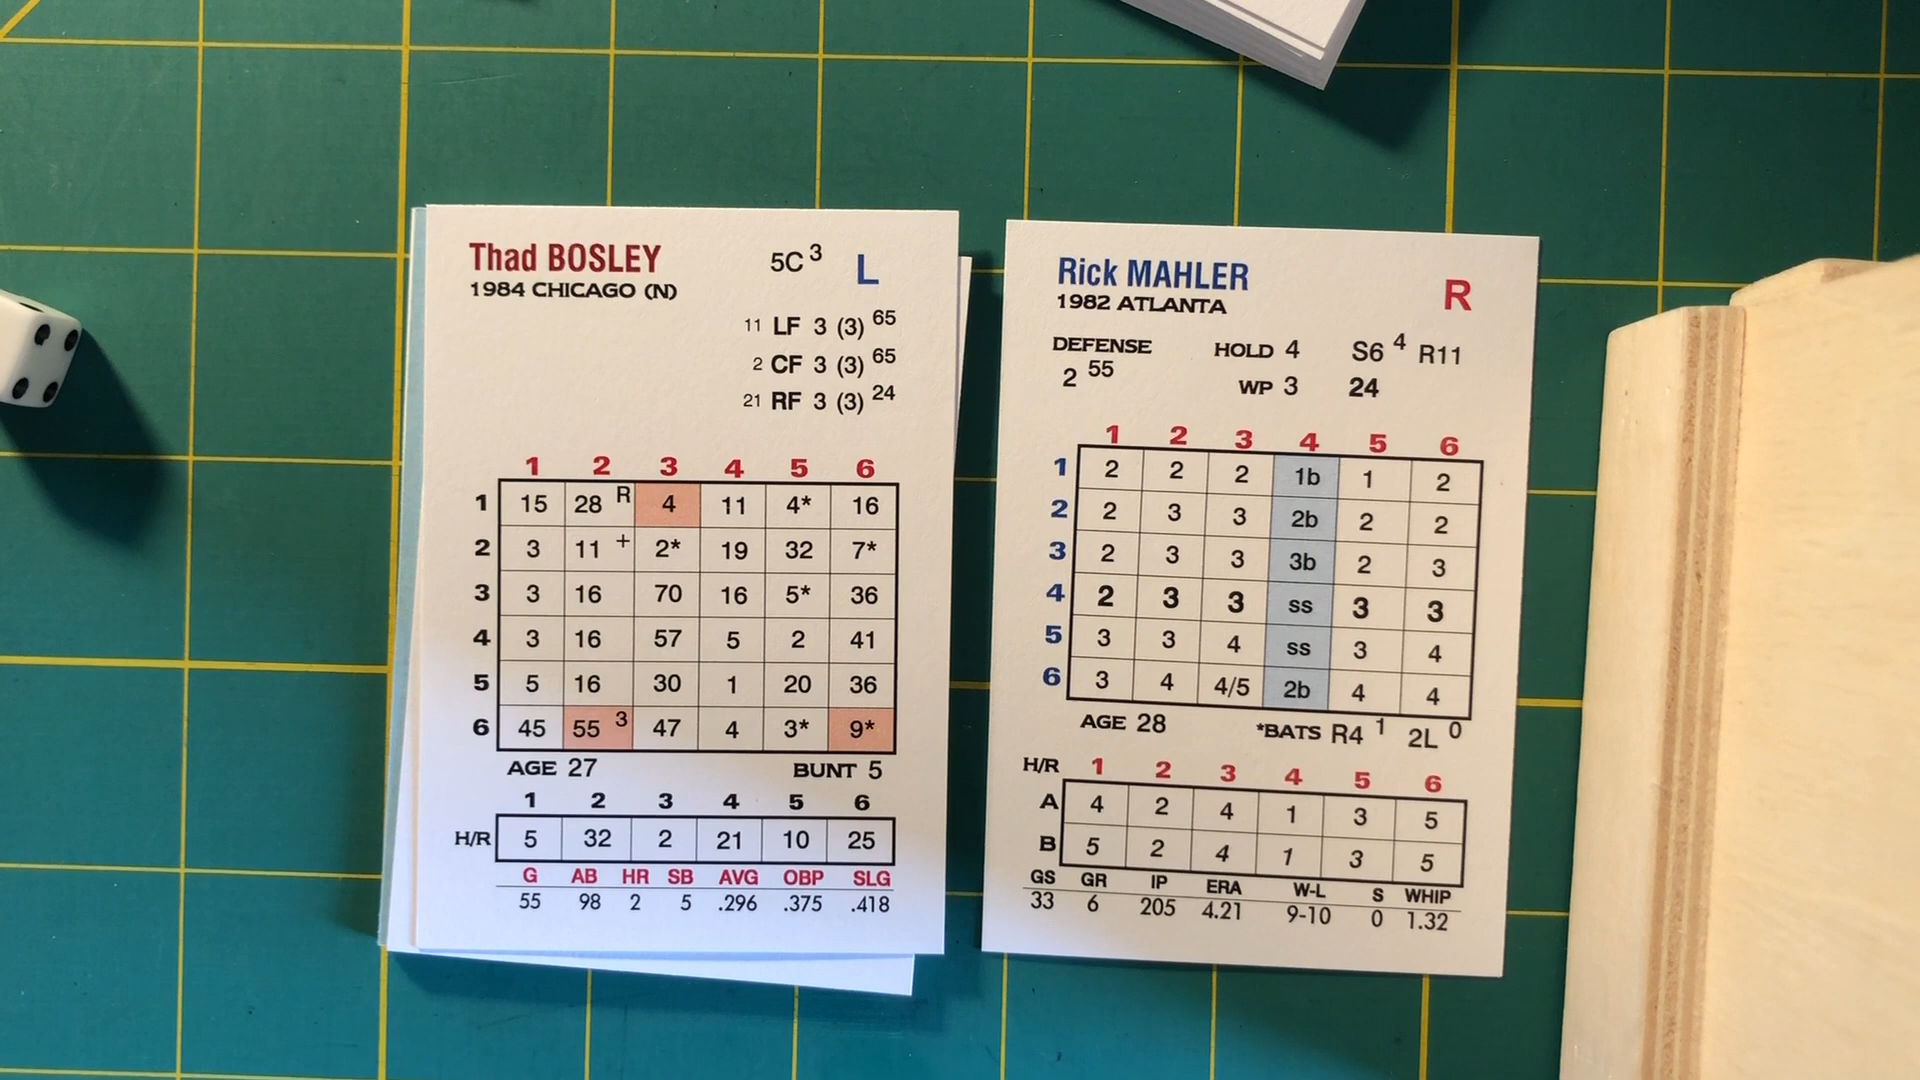 Thad BOSLEY 5C 3 L
1984 CHICAGO (N)
11 LF 3 (3) 65
2 CF 3 (3) 65
21 RF 3 (3) 24
1 2 3 4 5 6
1 15 28 R 4 11 4* 16
2 3 11 + 2* 19 32 7*
3 3 16 70 16 5* 36
4 3 16 57 5 2 41
5 5 16 30 1 20 36
6 45 55 3 47 4 3* 9*
AGE 27 BUNT 5
1 2 3 4 5 6
H/R 5 32 2 21 10 25
G AB HR SB AVG OBP SLG
55 98 2 5 .296 .375 .418
Rick MAHLER R
1982 ATLANTA
DEFENSE HOLD 4 S6 4 R11
2 55 WP 3 24
1 2 3 4 5 6
1 2 2 2 1b 1 2
2 2 3 3 2b 2 2
3 2 3 3 3b 2 3
4 2 3 3 ss 3 3
5 3 3 4 ss 3 4
6 3 4 4/5 2b 4 4
AGE 28 *BATS R4 1 2L 0
H/R 1 2 3 4 5 6
A 4 2 4 1 3 5
B 5 2 4 1 3 5
GS GR IP ERA W-L S WHIP
33 6 205 4.21 9-10 0 1.32